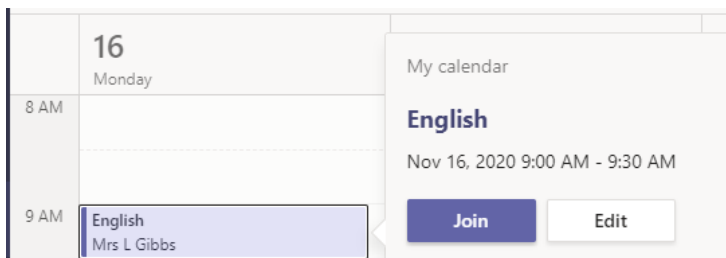 16
Monday
8 AM
9 AM
English
Mrs L Gibbs
My calendar
English
Nov 16, 2020 9:00 AM - 9:30 AM
Join
Edit